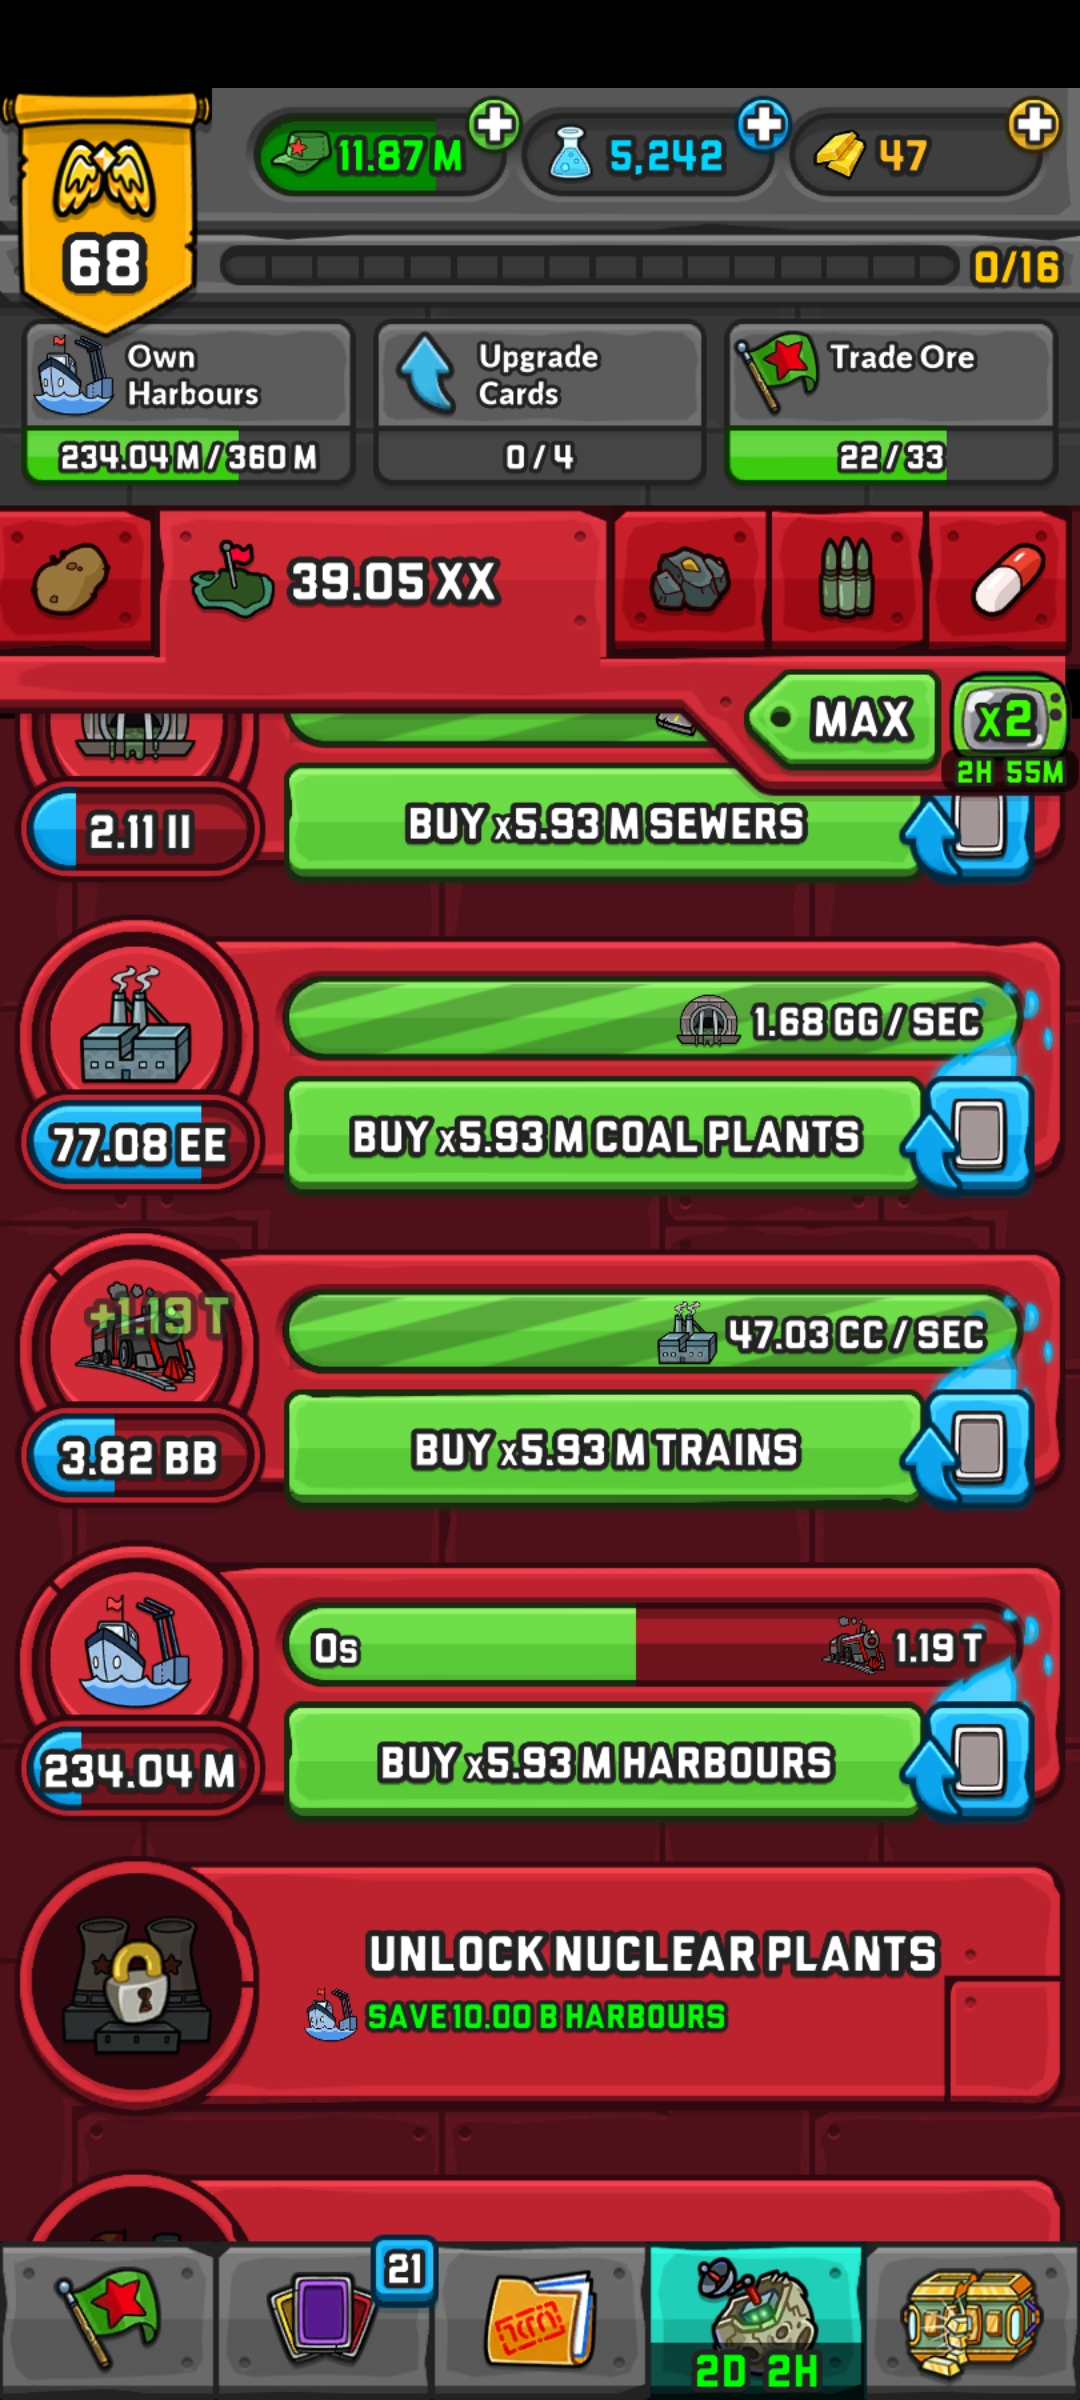 11.87 M
5,242
47
68
0/16
Own
Harbours
234.04 M / 360 M
Upgrade
Cards
0 / 4
Trade Ore
22 / 33
39.05 XX
MAX
x2
2H 55M
2.11 II
BUY x5.93 M SEWERS
1.68 GG / SEC
77.08 EE
BUY x5.93 M COAL PLANTS
+1.19 T
47.03 CC / SEC
3.82 BB
BUY x5.93 M TRAINS
0s
1.19 T
234.04 M
BUY x5.93 M HARBOURS
UNLOCK NUCLEAR PLANTS
SAVE 10.00 B HARBOURS
21
2D 2H